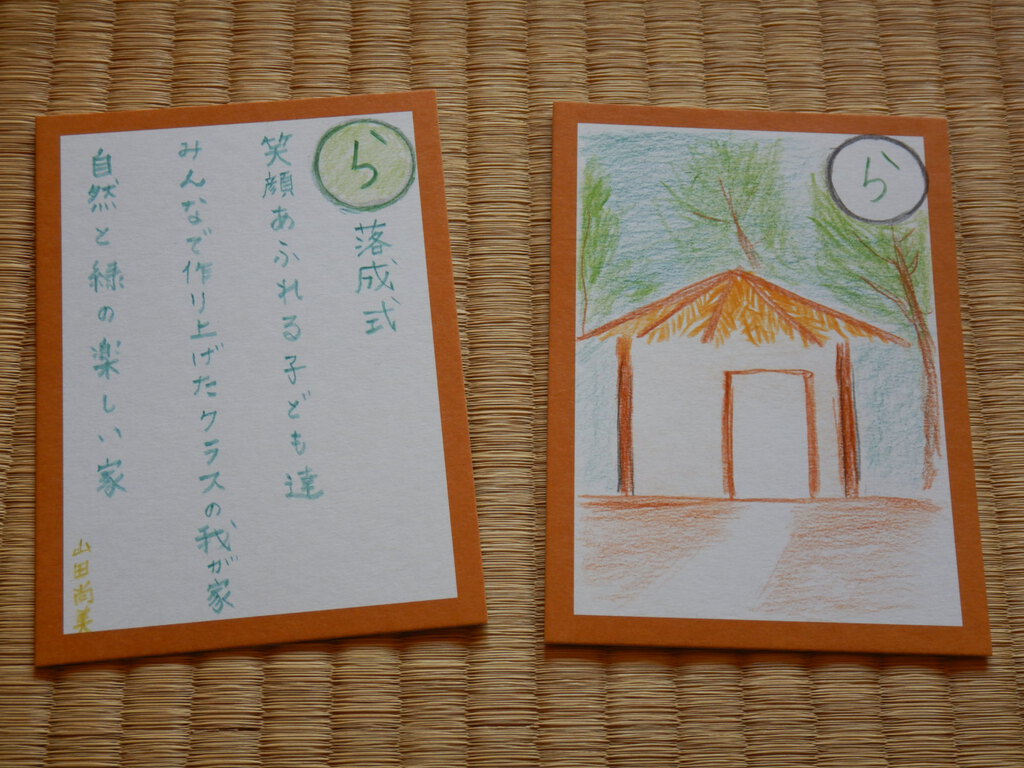 ら
落成式
笑顔あふれる子ども達
みんなで作り上げたクラスの我が家
自然と緑の楽しい家
山田尚美
ら